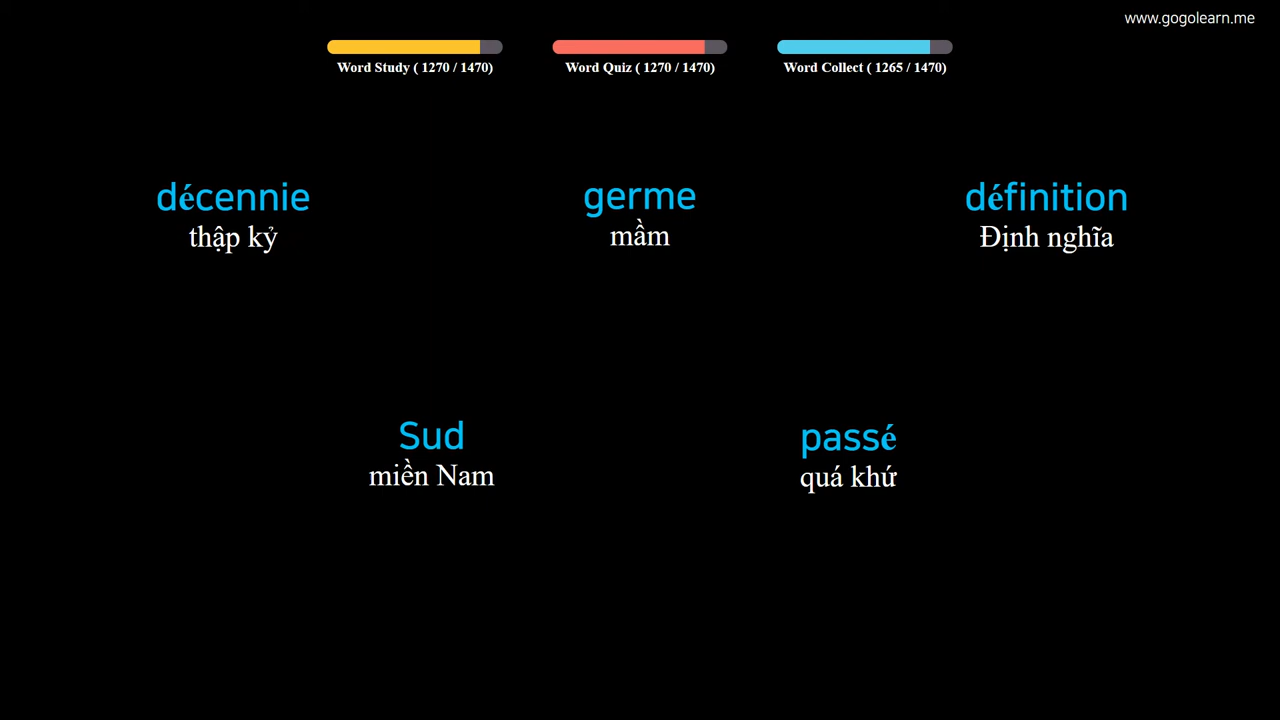 www.gogolearn.me
Word Study ( 1270 / 1470)
Word Quiz ( 1270 / 1470)
Word Collect ( 1265 / 1470)
décennie
thập kỷ
germe
mầm
définition
Định nghĩa
Sud
miền Nam
passé
quá khứ